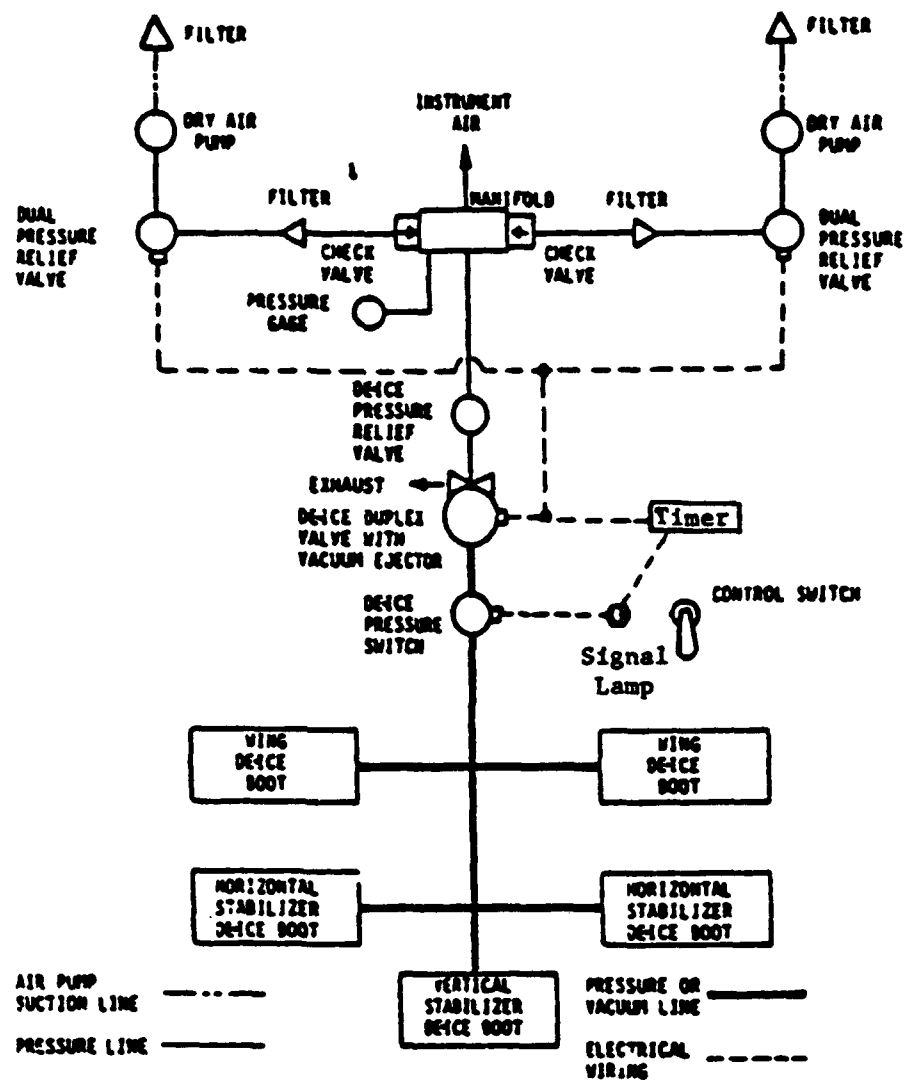 FILTER
FILTER
DRY AIR
PUMP
DRY AIR
PUMP
INSTRUMENT
AIR
FILTER
MANIFOLD
FILTER
DUAL
PRESSURE
RELIEF
VALVE
DUAL
PRESSURE
RELIEF
VALVE
CHECK
VALVE
CHECK
VALVE
PRESSURE
GAGE
DEICE
PRESSURE
RELIEF
VALVE
EXHAUST
DEICE DUPLEX
VALVE WITH
VACUUM EJECTOR
Timer
DEICE
PRESSURE
SWITCH
CONTROL SWITCH
Signal
Lamp
WING
DEICE
BOOT
WING
DEICE
BOOT
HORIZONTAL
STABILIZER
DEICE BOOT
HORIZONTAL
STABILIZER
DEICE BOOT
VERTICAL
STABILIZER
DEICE BOOT
AIR PUMP
SUCTION LINE
PRESSURE LINE
PRESSURE OR
VACUUM LINE
ELECTRICAL
WIRING